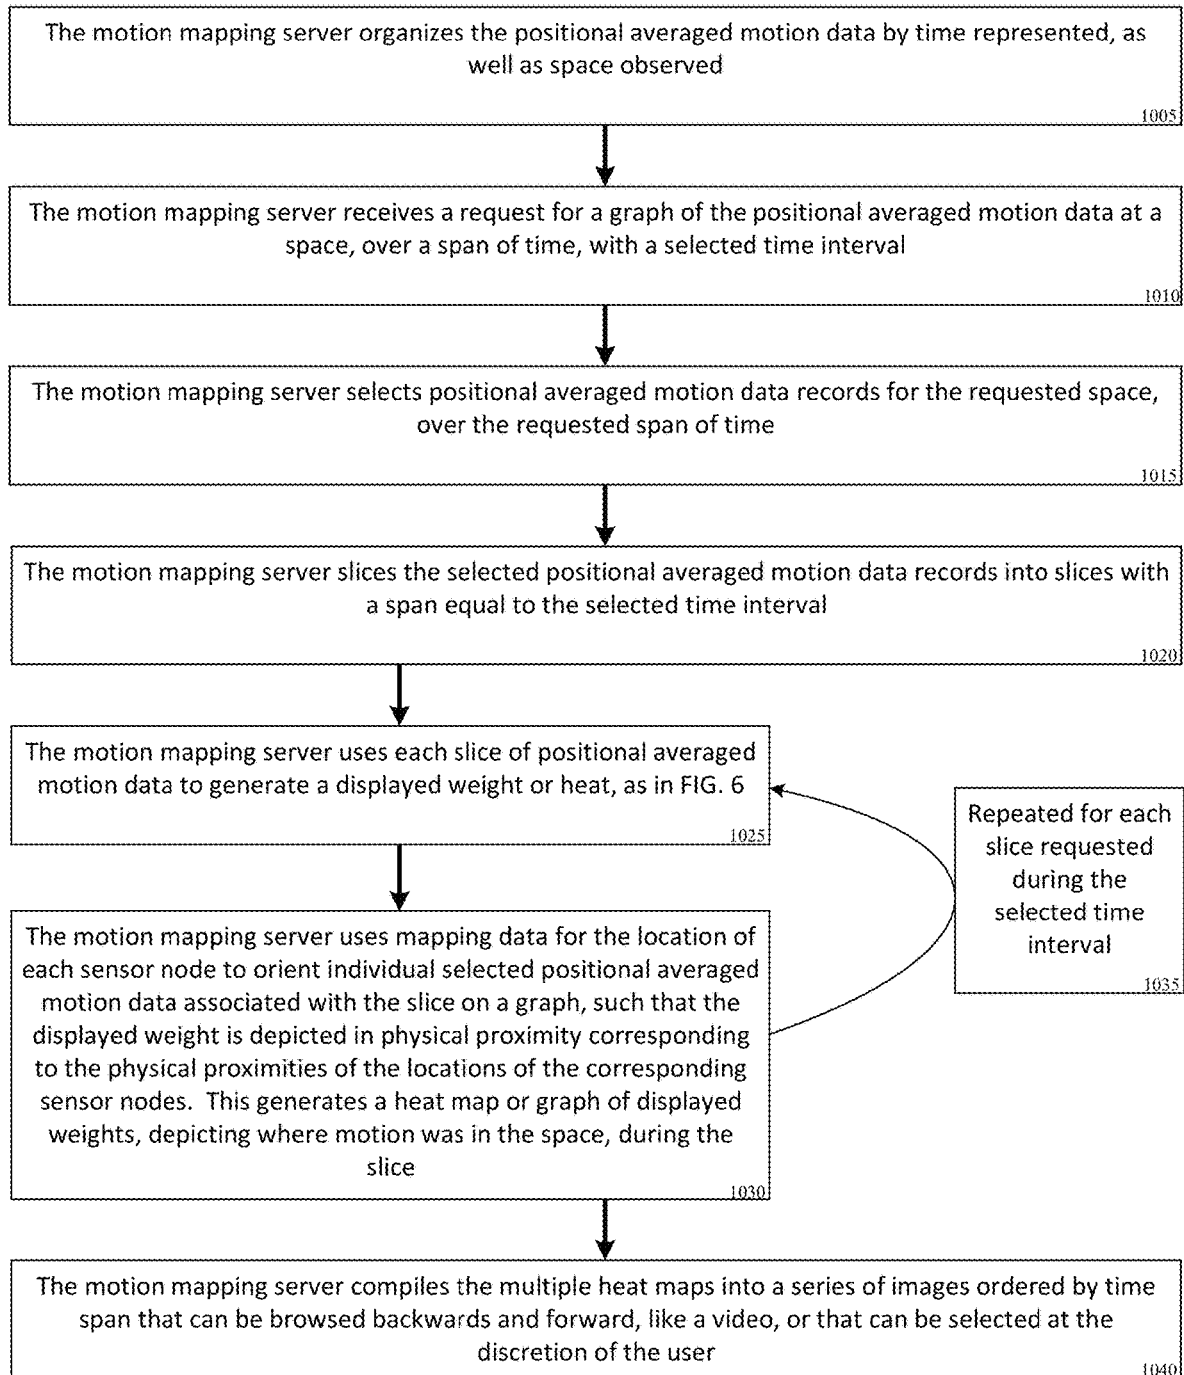 The motion mapping server organizes the positional averaged motion data by time represented, as
well as space observed
1005
The motion mapping server receives a request for a graph of the positional averaged motion data at a
space, over a span of time, with a selected time interval
1010
The motion mapping server selects positional averaged motion data records for the requested space,
over the requested span of time
1015
The motion mapping server slices the selected positional averaged motion data records into slices with
a span equal to the selected time interval
1020
The motion mapping server uses each slice of positional averaged
motion data to generate a displayed weight or heat, as in FIG. 6
1025
Repeated for each
slice requested
during the
selected time
interval
1035
The motion mapping server uses mapping data for the location of
each sensor node to orient individual selected positional averaged
motion data associated with the slice on a graph, such that the
displayed weight is depicted in physical proximity corresponding
to the physical proximities of the locations of the corresponding
sensor nodes. This generates a heat map or graph of displayed
weights, depicting where motion was in the space, during the
slice
1030
The motion mapping server compiles the multiple heat maps into a series of images ordered by time
span that can be browsed backwards and forward, like a video, or that can be selected at the
discretion of the user
1040